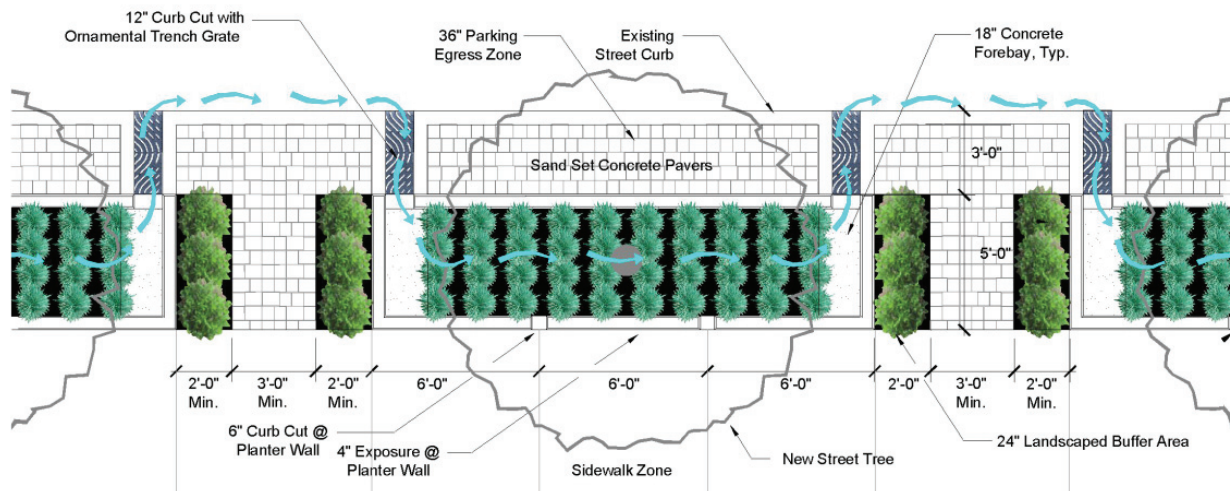 12" Curb Cut with
Ornamental Trench Grate
36" Parking
Egress Zone
Existing
Street Curb
18" Concrete
Forebay, Typ.
Sand Set Concrete Pavers
3'-0"
5'-0"
2'-0"
Min.
3'-0"
Min.
2'-0"
Min.
6'-0"
6'-0"
6'-0"
2'-0"
Min.
3'-0"
Min.
2'-0"
Min.
6" Curb Cut @
Planter Wall
4" Exposure @
Planter Wall
Sidewalk Zone
New Street Tree
24" Landscaped Buffer Area